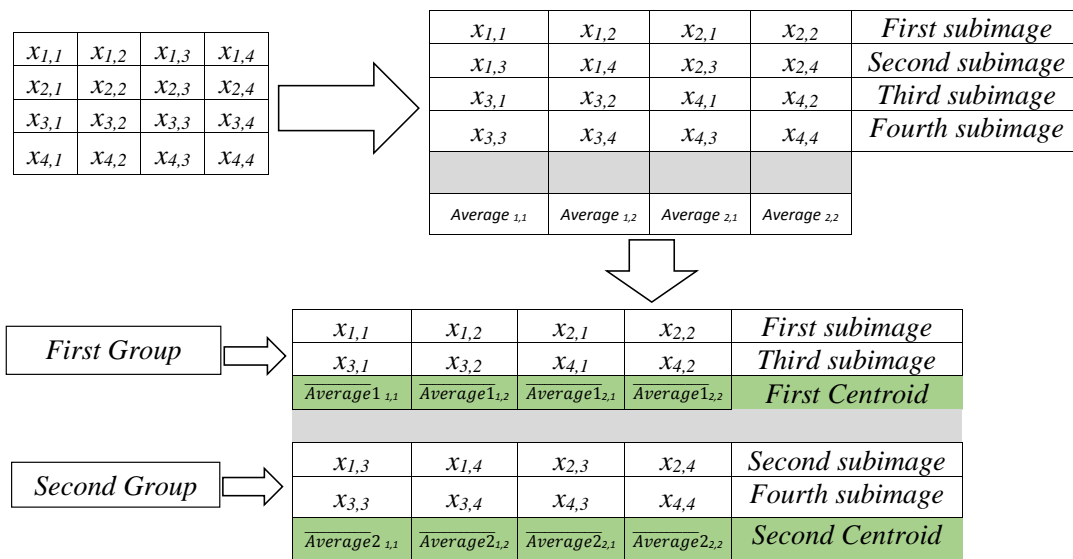 x1,1 x1,2 x1,3 x1,4
x2,1 x2,2 x2,3 x2,4
x3,1 x3,2 x3,3 x3,4
x4,1 x4,2 x4,3 x4,4
x1,1 x1,2 x2,1 x2,2 First subimage
x1,3 x1,4 x2,3 x2,4 Second subimage
x3,1 x3,2 x4,1 x4,2 Third subimage
x3,3 x3,4 x4,3 x4,4 Fourth subimage
Average 1,1 Average 1,2 Average 2,1 Average 2,2
First Group
x1,1 x1,2 x2,1 x2,2 First subimage
x3,1 x3,2 x4,1 x4,2 Third subimage
Average1 1,1 Average1 1,2 Average1 2,1 Average1 2,2 First Centroid
Second Group
x1,3 x1,4 x2,3 x2,4 Second subimage
x3,3 x3,4 x4,3 x4,4 Fourth subimage
Average2 1,1 Average2 1,2 Average2 2,1 Average2 2,2 Second Centroid